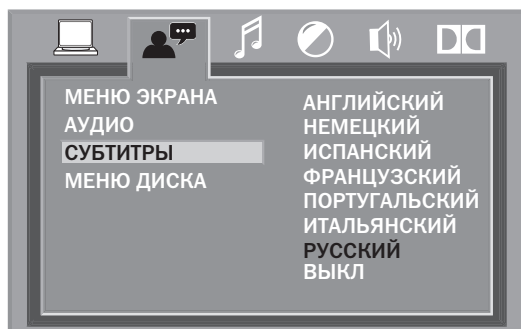 МЕНЮ ЭКРАНА
АУДИО
СУБТИТРЫ
МЕНЮ ДИСКА
АНГЛИЙСКИЙ
НЕМЕЦКИЙ
ИСПАНСКИЙ
ФРАНЦУЗСКИЙ
ПОРТУГАЛЬСКИЙ
ИТАЛЬЯНСКИЙ
РУССКИЙ
ВЫКЛ